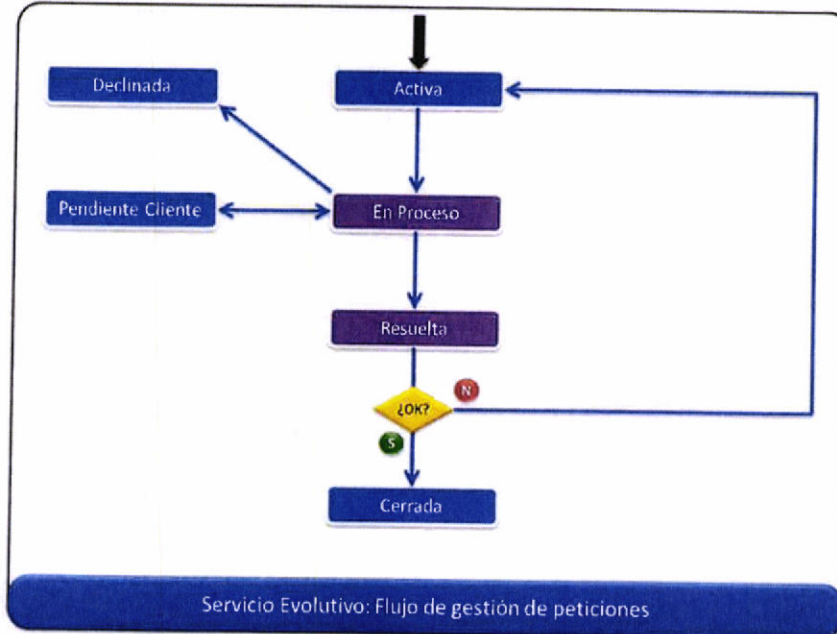 Declinada
Activa
Pendiente Cliente
En Proceso
Resuelta
¿OK?
N
S
Cerrada
Servicio Evolutivo: Flujo de gestión de peticiones